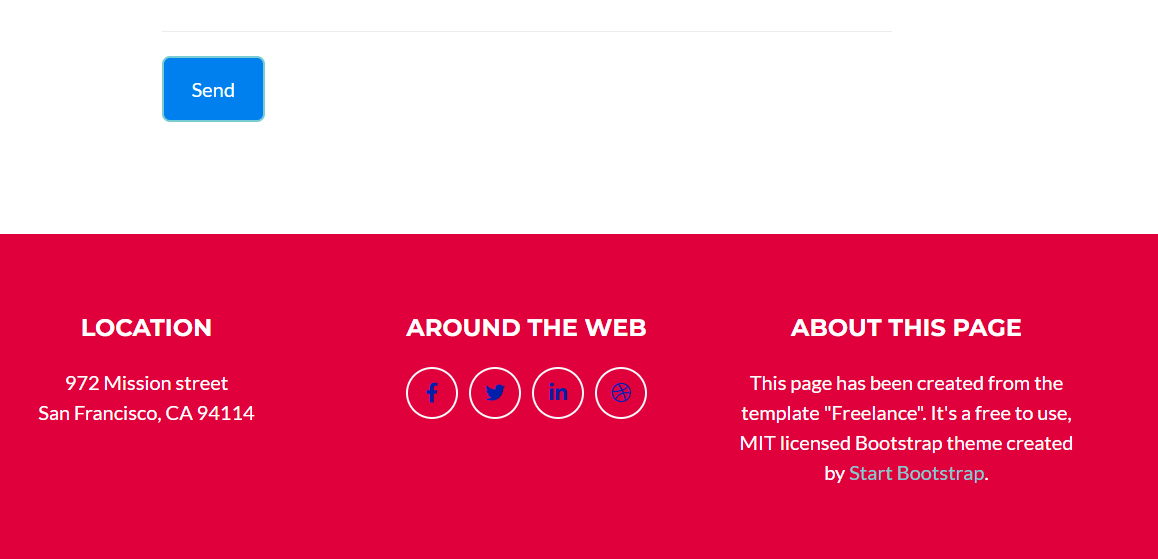 Send
LOCATION
972 Mission street
San Francisco, CA 94114
AROUND THE WEB
ABOUT THIS PAGE
This page has been created from the
template "Freelance". It's a free to use,
MIT licensed Bootstrap theme created
by Start Bootstrap.